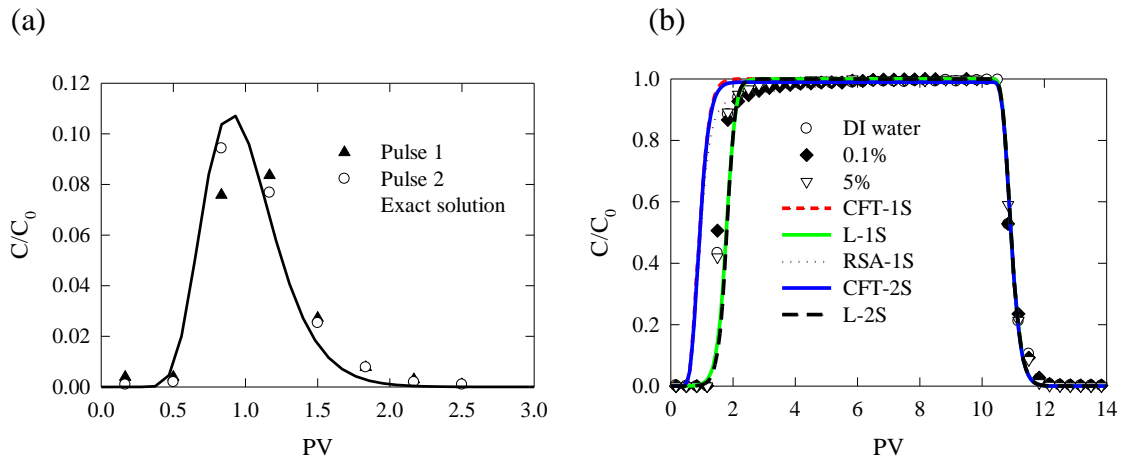 (a)
C/C0
0.12
0.10
0.08
0.06
0.04
0.02
0.00
0.0 0.5 1.0 1.5 2.0 2.5 3.0
PV
Pulse 1
Pulse 2
Exact solution
(b)
C/C0
1.0
0.8
0.6
0.4
0.2
0.0
0 2 4 6 8 10 12 14
PV
DI water
0.1%
5%
CFT-1S
L-1S
RSA-1S
CFT-2S
L-2S